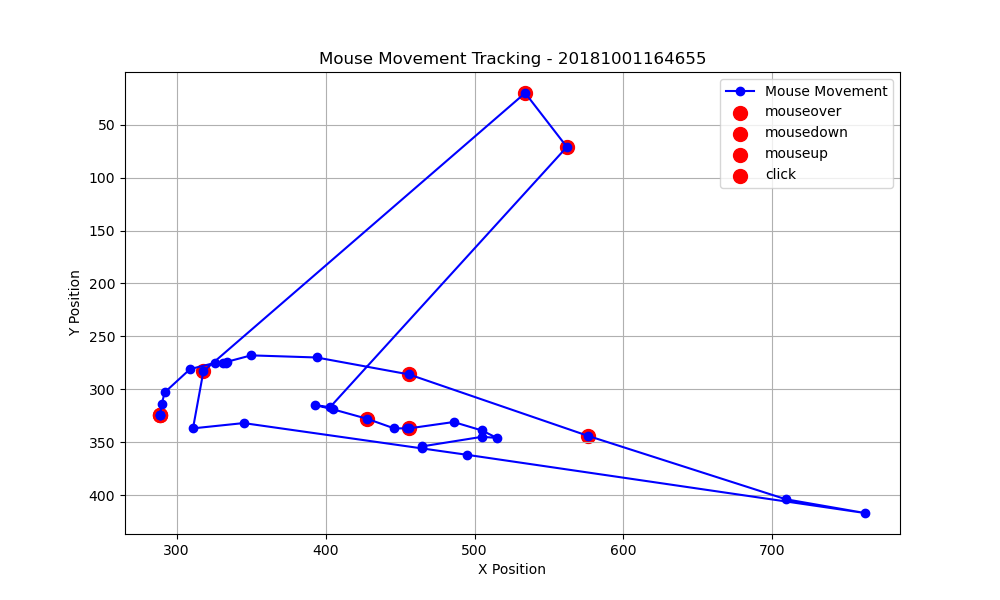 Mouse Movement Tracking - 20181001164655
Mouse Movement
mouseover
mousedown
mouseup
click
50
100
150
200
250
300
350
400
Y Position
300
400
500
600
700
X Position